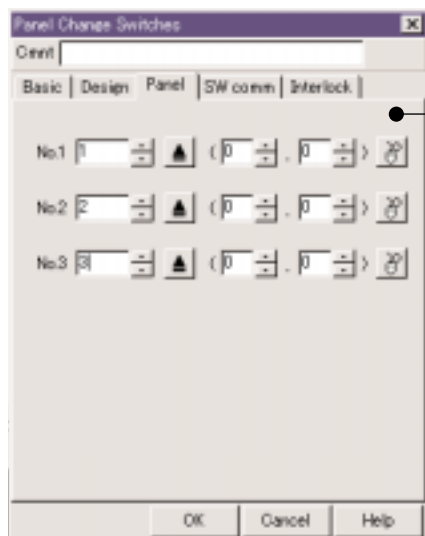 Panel Change Switches
Cmnt
Basic Design Panel SW comm Interlock
No.1 1 ( 0 . 0 )
No.2 2 ( 0 . 0 )
No.3 3 ( 0 . 0 )
OK Cancel Help